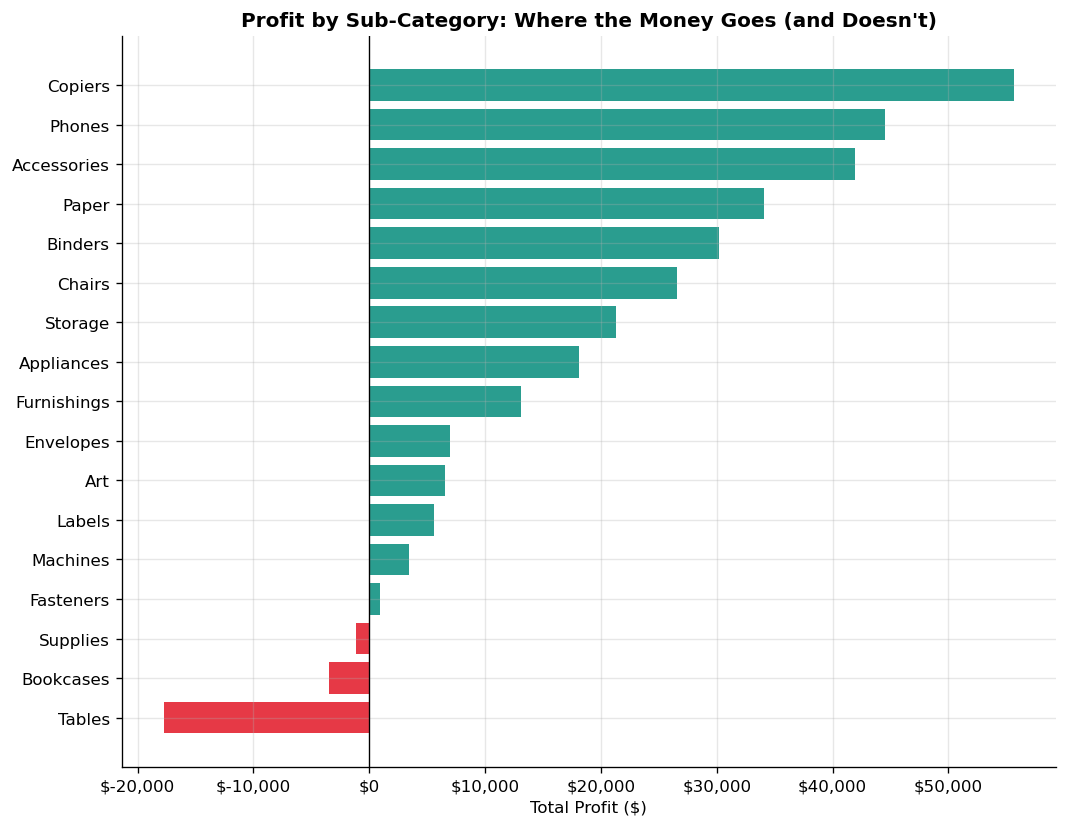 Profit by Sub-Category: Where the Money Goes (and Doesn't)
Copiers
Phones
Accessories
Paper
Binders
Chairs
Storage
Appliances
Furnishings
Envelopes
Art
Labels
Machines
Fasteners
Supplies
Bookcases
Tables
$-20,000 $-10,000 $0 $10,000 $20,000 $30,000 $40,000 $50,000
Total Profit ($)